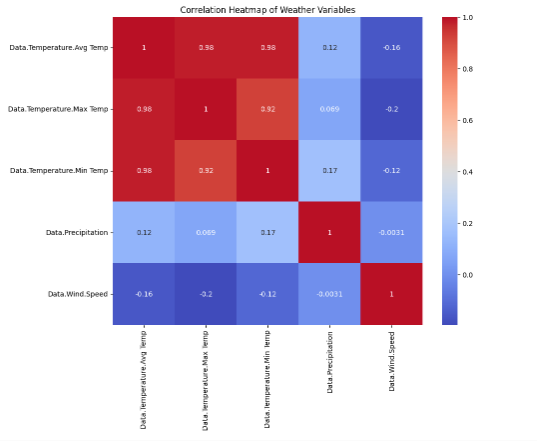 Correlation Heatmap of Weather Variables
Data.Temperature.Avg Temp
1
0.98
0.98
0.12
-0.16
Data.Temperature.Max Temp
0.98
1
0.92
0.069
-0.2
Data.Temperature.Min Temp
0.98
0.92
1
0.17
-0.12
Data.Precipitation
0.12
0.069
0.17
1
-0.0031
Data.Wind.Speed
-0.16
-0.2
-0.12
-0.0031
1
Data.Temperature.Avg Temp
Data.Temperature.Max Temp
Data.Temperature.Min Temp
Data.Precipitation
Data.Wind.Speed
1.0
0.8
0.6
0.4
0.2
0.0